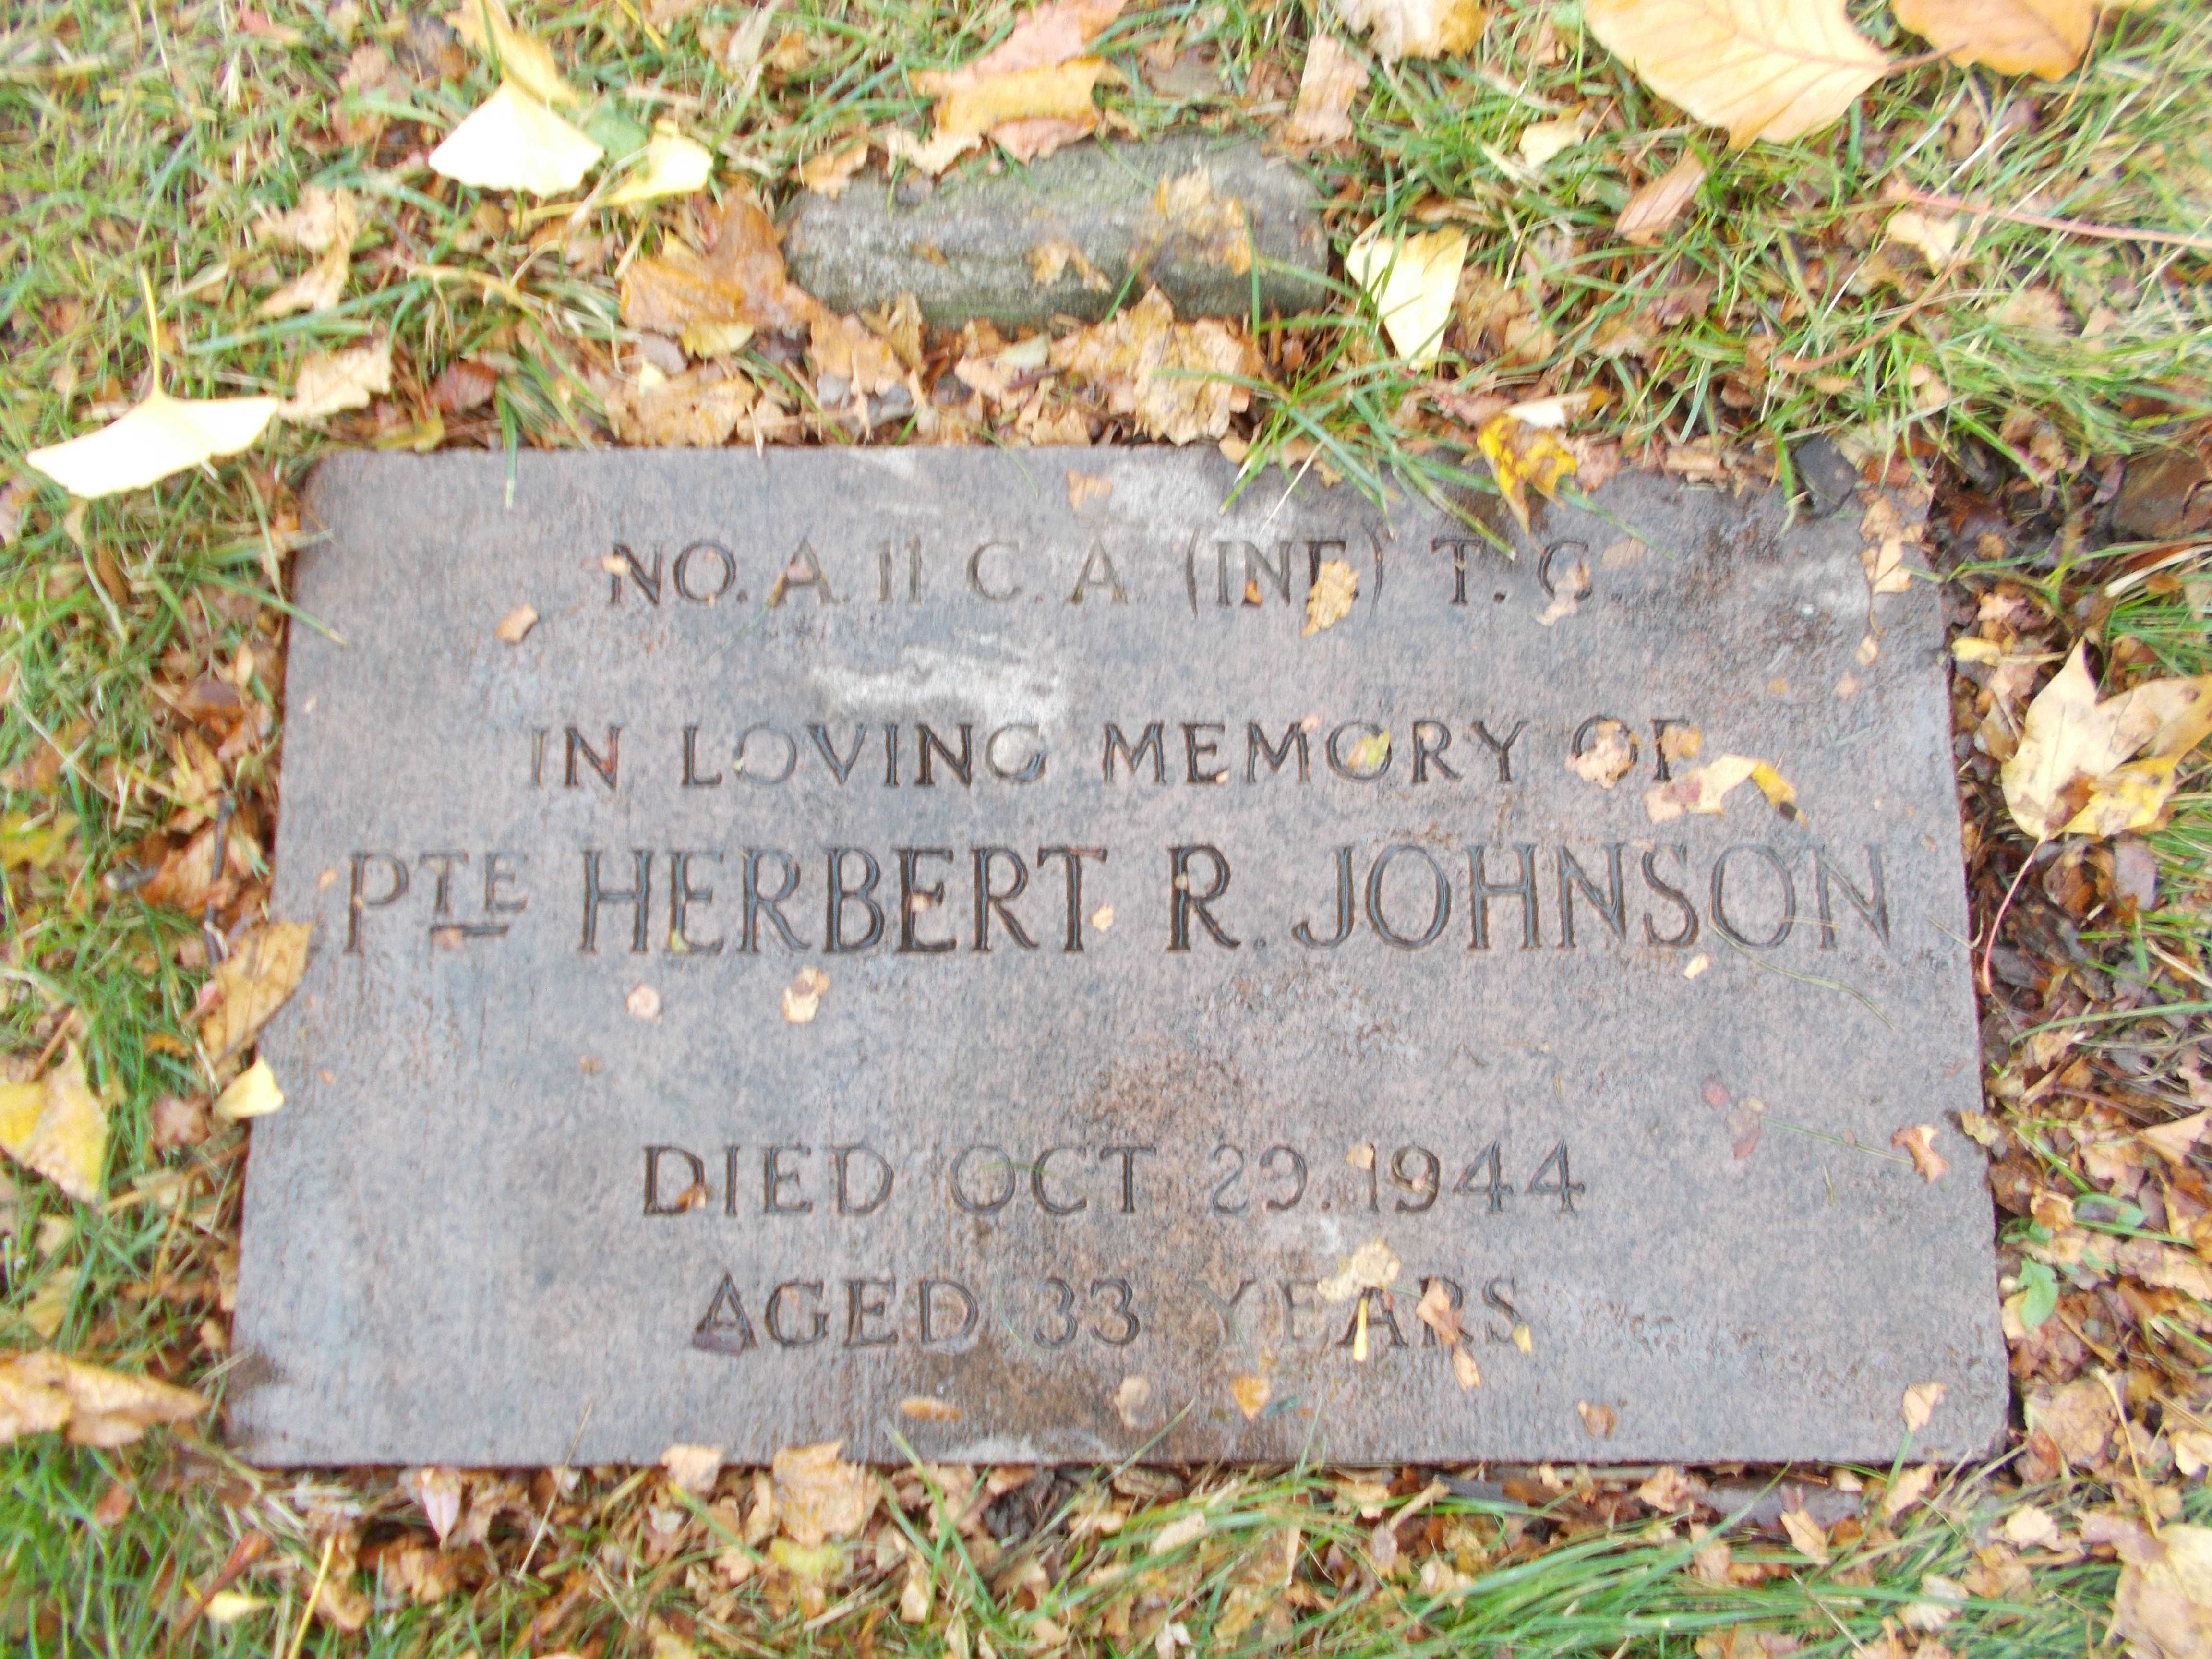 NO. A. 11 C. A. (INF.) T. C.
IN LOVING MEMORY OF
PTE HERBERT R. JOHNSON
DIED OCT 29. 1944
AGED 33 YEARS